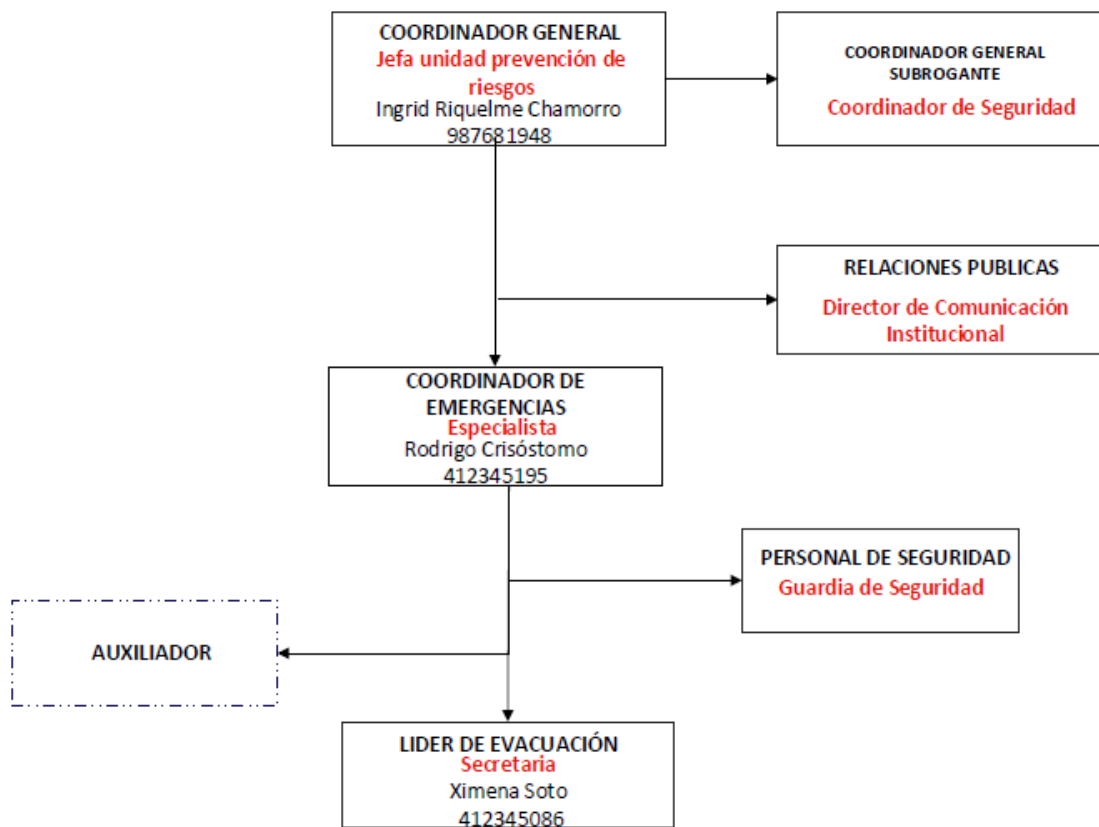 COORDINADOR GENERAL
Jefa unidad prevención de
riesgos
Ingrid Riquelme Chamorro
987681948
COORDINADOR GENERAL
SUBROGANTE
Coordinador de Seguridad
RELACIONES PUBLICAS
Director de Comunicación
Institucional
COORDINADOR DE
EMERGENCIAS
Especialista
Rodrigo Crisóstomo
412345195
PERSONAL DE SEGURIDAD
Guardia de Seguridad
AUXILIADOR
LIDER DE EVACUACIÓN
Secretaria
Ximena Soto
412345086